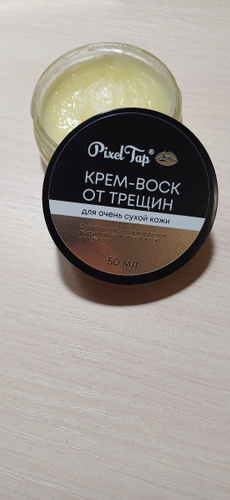 Pixel Tap
КРЕМ-ВОСК
ОТ ТРЕЩИН
для очень сухой кожи
50 МЛ